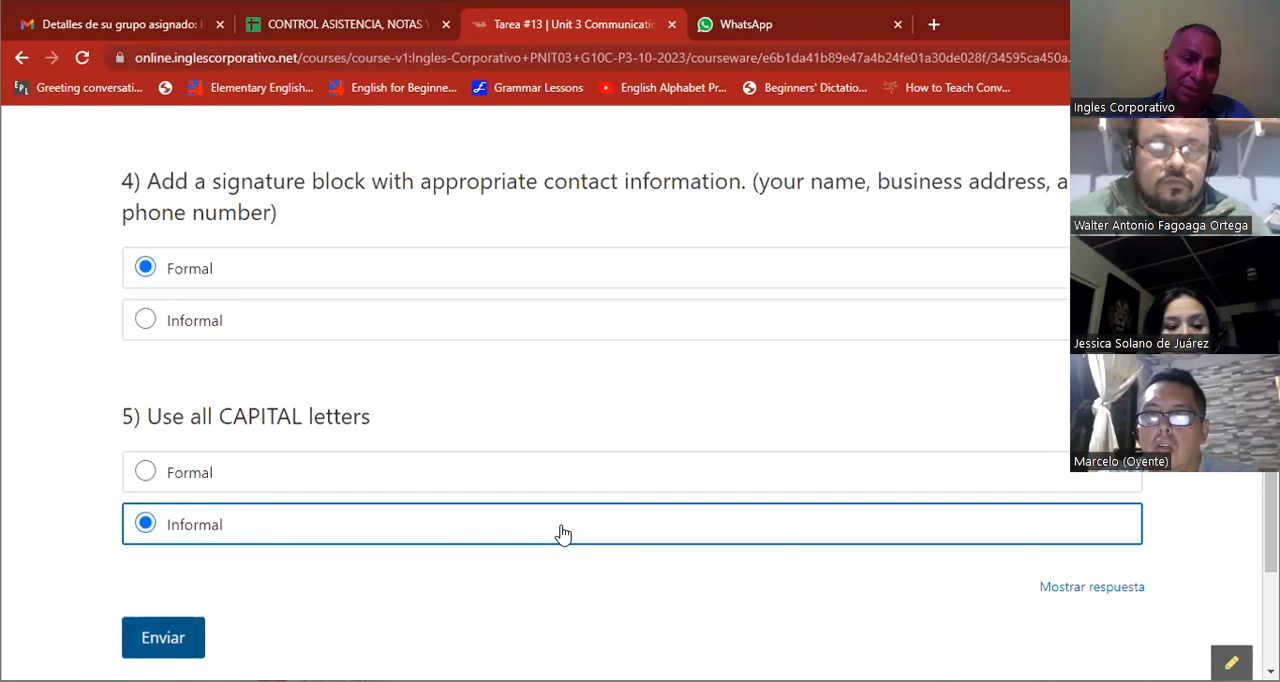 Detalles de su grupo asignado:
CONTROL ASISTENCIA, NOTAS
Tarea #13 | Unit 3 Communicati
WhatsApp
online.inglescorporativo.net/courses/course-v1:Ingles-Corporativo+PNIT03+G10C-P3-10-2023/courseware/e6b1da41b89e47a4b24fe01a30de028f/34595ca450a.
Greeting conversati...
Elementary English...
English for Beginne...
Grammar Lessons
English Alphabet Pr...
Beginners' Dictatio...
How to Teach Conv...
Ingles Corporativo
Walter Antonio Fagoaga Ortega
Jessica Solano de Juárez
Marcelo (Oyente)
4) Add a signature block with appropriate contact information. (your name, business address, a
phone number)
Formal
Informal
5) Use all CAPITAL letters
Formal
Informal
Mostrar respuesta
Enviar